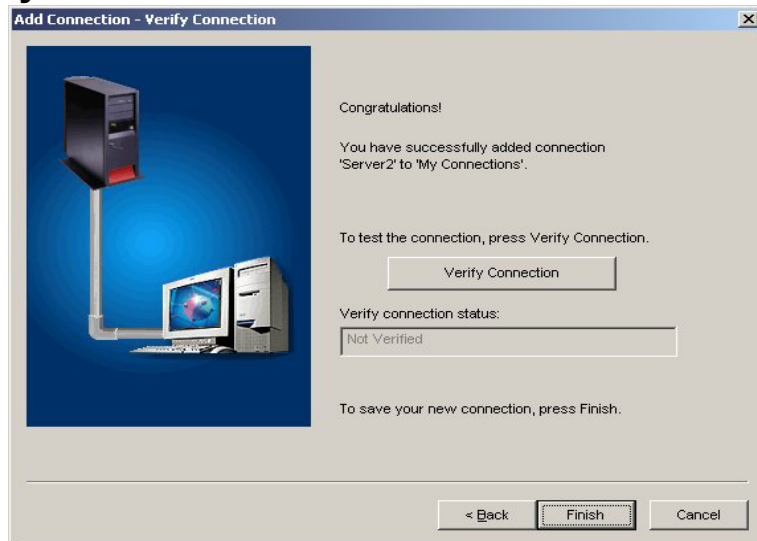 Add Connection - Verify Connection
Congratulations!
You have successfully added connection
'Server2' to 'My Connections'.
To test the connection, press Verify Connection.
Verify Connection
Verify connection status:
Not Verified
To save your new connection, press Finish.
< Back
Finish
Cancel